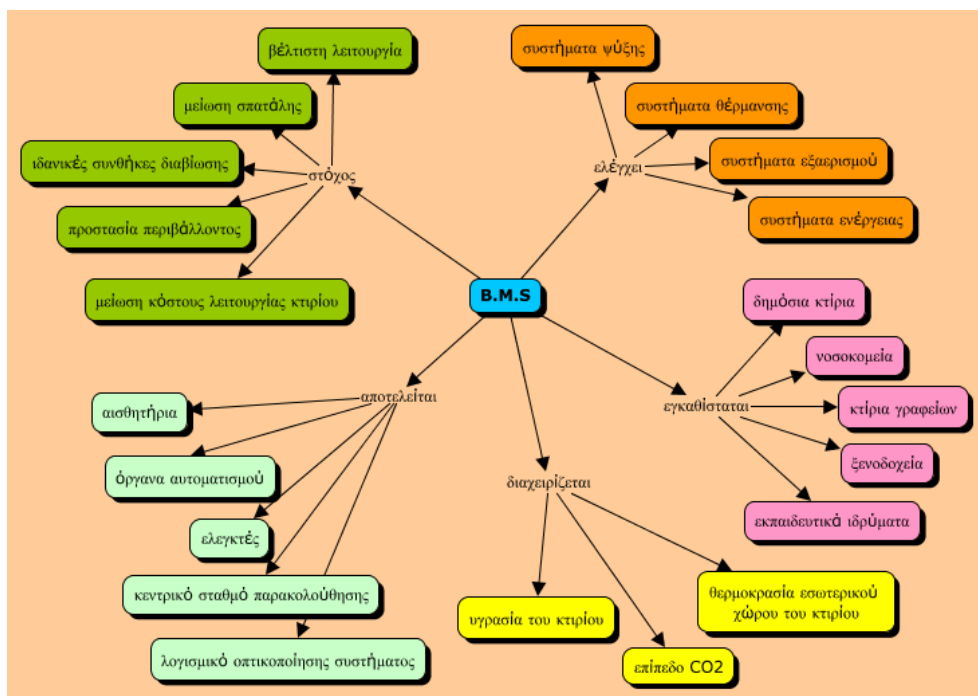 βέλτιστη λειτουργία
μείωση σπατάλης
ιδανικές συνθήκες διαβίωσης
στόχος
προστασία περιβάλλοντος
μείωση κόστους λειτουργίας κτιρίου
συστήματα ψύξης
συστήματα θέρμανσης
συστήματα εξαερισμού
ελέγχει
συστήματα ενέργειας
B.M.S
δημόσια κτίρια
νοσοκομεία
εγκαθίσταται
κτίρια γραφείων
ξενοδοχεία
εκπαιδευτικά ιδρύματα
αποτελείται
αισθητήρια
όργανα αυτοματισμού
ελεγκτές
κεντρικό σταθμό παρακολούθησης
λογισμικό οπτικοποίησης συστήματος
διαχειρίζεται
υγρασία του κτιρίου
επίπεδο CO2
θερμοκρασία εσωτερικού
χώρου του κτιρίου